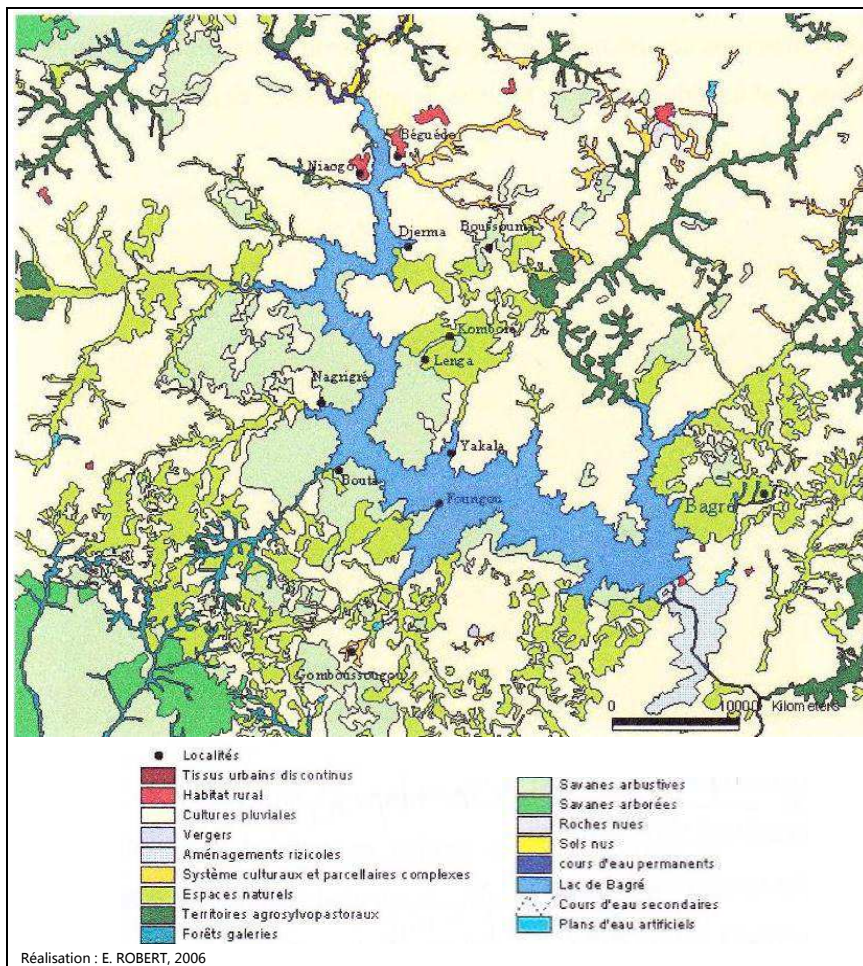 Béguédo
Niaogo
Djerma
Boussouma
Lenga
Nagrigré
Yakala
Bouta
Foungou
Bagré
Gomboussougou
0 10000 Kilometers
Localités
Tissus urbains discontinus
Habitat rural
Cultures pluviales
Vergers
Aménagements rizicoles
Système culturaux et parcellaires complexes
Espaces naturels
Territoires agrosylvopastoraux
Forêts galeries
Savanes arbustives
Savanes arborées
Roches nues
Sols nus
cours d'eau permanents
Lac de Bagré
Cours d'eau secondaires
Plans d'eau artificiels
Réalisation : E. ROBERT, 2006